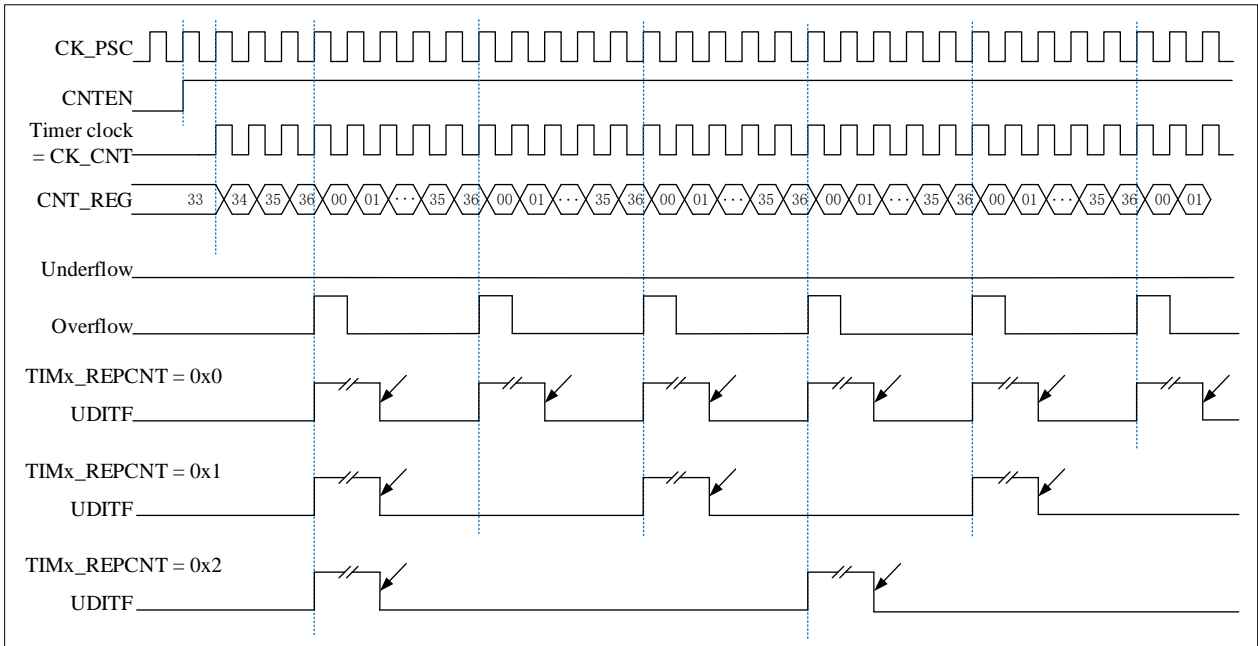 CK_PSC
CNTEN
Timer clock
= CK_CNT
CNT_REG 33 34 35 36 00 01 ··· 35 36 00 01 ··· 35 36 00 01 ··· 35 36 00 01 ··· 35 36 00 01 ··· 35 36 00 01
Underflow
Overflow
TIMx_REPCNT = 0x0
UDITF
TIMx_REPCNT = 0x1
UDITF
TIMx_REPCNT = 0x2
UDITF